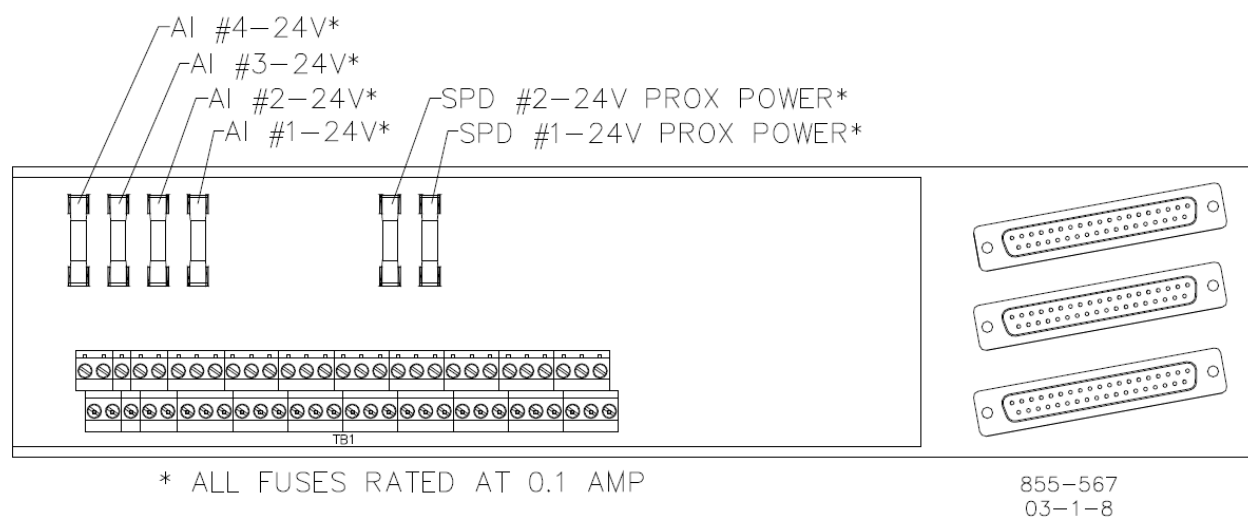 AI #4-24V*
AI #3-24V*
AI #2-24V*
AI #1-24V*
SPD #2-24V PROX POWER*
SPD #1-24V PROX POWER*
TB1
* ALL FUSES RATED AT 0.1 AMP
855-567
03-1-8